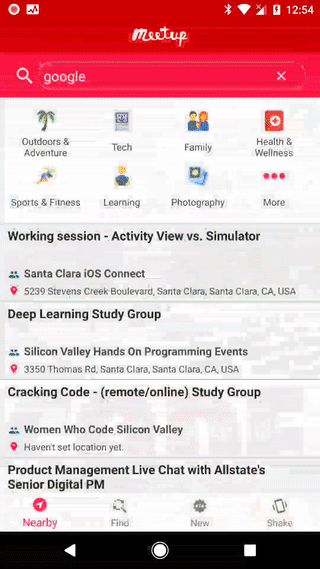 12:54
Meetup
google
Outdoors &
Adventure
Tech
Family
Health &
Wellness
Sports & Fitness
Learning
Photography
More
Working session - Activity View vs. Simulator
Santa Clara iOS Connect
5239 Stevens Creek Boulevard, Santa Clara, Santa Clara, CA, USA
Deep Learning Study Group
Silicon Valley Hands On Programming Events
3350 Thomas Rd, Santa Clara, Santa Clara, CA, USA
Cracking Code - (remote/online) Study Group
Women Who Code Silicon Valley
Haven't set location yet.
Product Management Live Chat with Allstate's
Senior Digital PM
Nearby
Find
New
Shake